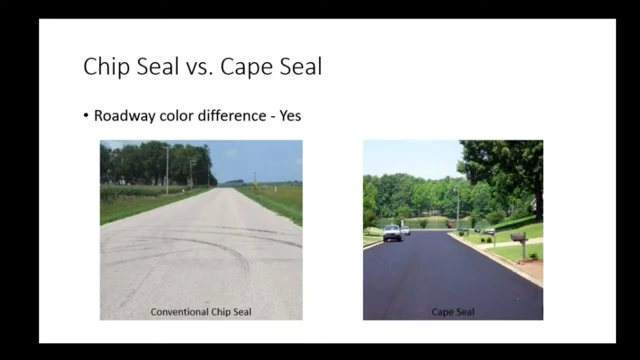 Chip Seal vs. Cape Seal
• Roadway color difference - Yes
Conventional Chip Seal
Cape Seal